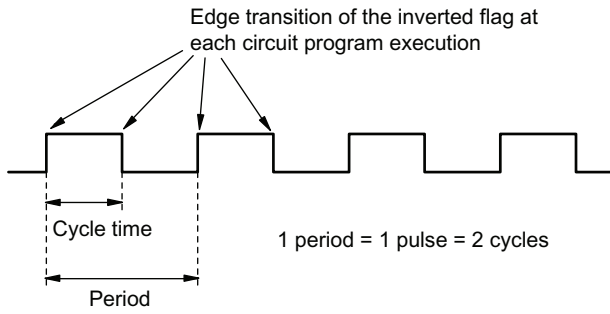 Edge transition of the inverted flag at
each circuit program execution
Cycle time
1 period = 1 pulse = 2 cycles
Period